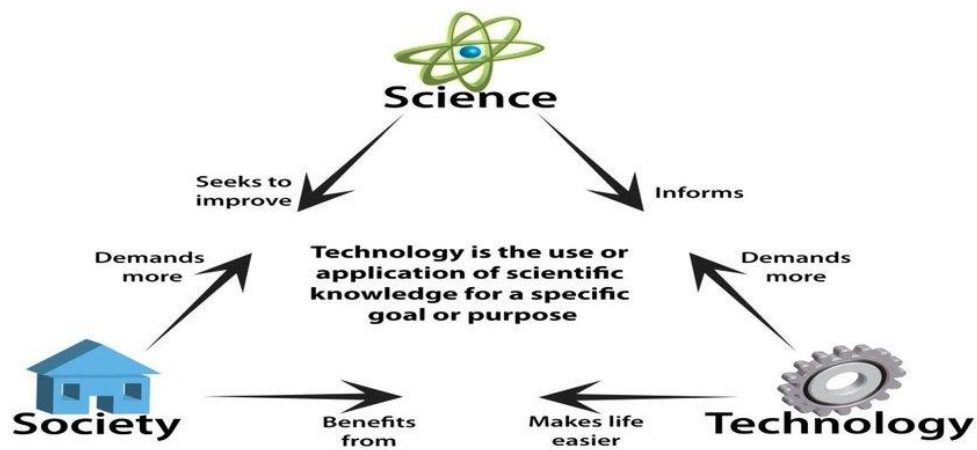 Science
Seeks to
improve
Informs
Technology is the use or
application of scientific
knowledge for a specific
goal or purpose
Demands
more
Demands
more
Society
Benefits
from
Makes life
easier
Technology